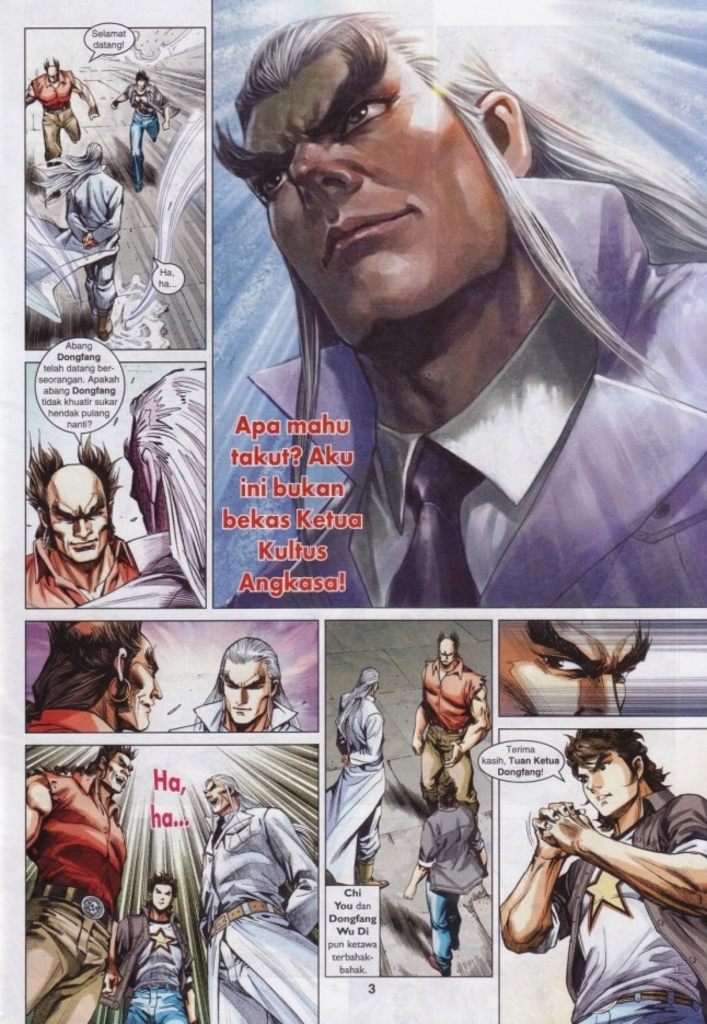 Selamat
datang!
Ha,
ha...
Abang
Dongfang
telah datang ber-
seorangan. Apakah
abang Dongfang
tidak khuatir sukar
hendak pulang
nanti?
Apa mahu
takut? Aku
ini bukan
bekas Ketua
Kultus
Angkasa!
Ha,
ha...
Chi
You dan
Dongfang
Wu Di
pun ketawa
terbahak-
bahak.
Terima
kasih, Tuan Ketua
Dongfang!
3